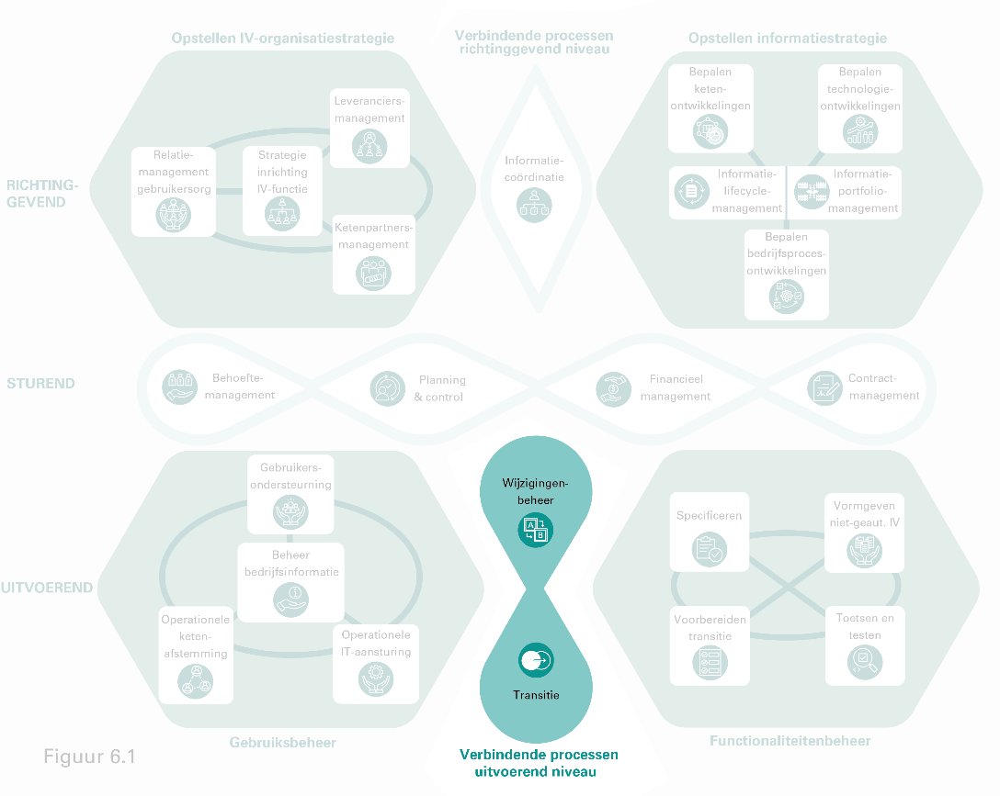 Opstellen IV-organisatiestrategie
Verbindende processen
richtinggevend niveau
Opstellen informatiestrategie
RICHTING-
GEVEND
Leveranciers-
management
Relatie-
management
gebruikersorg
Strategie
inrichting
IV-functie
Ketenpartners-
management
Informatie-
coördinatie
Bepalen
keten-
ontwikkelingen
Bepalen
technologie-
ontwikkelingen
Informatie-
lifecycle-
management
Informatie-
portfolio-
management
Bepalen
bedrijfsproces-
ontwikkelingen
STUREND
Behoefte-
management
Planning
& control
Financieel
management
Contract-
management
UITVOEREND
Gebruikers-
ondersteurning
Beheer
bedrijfsinformatie
Operationele
keten-
afstemming
Operationele
IT-aansturing
Gebruiksbeheer
Wijzigingen-
beheer
A
B
Transitie
Verbindende processen
uitvoerend niveau
Specificeren
Vormgeven
niet-geaut. IV
Voorbereiden
transitie
Toetsen en
testen
Functionaliteitenbeheer
Figuur 6.1